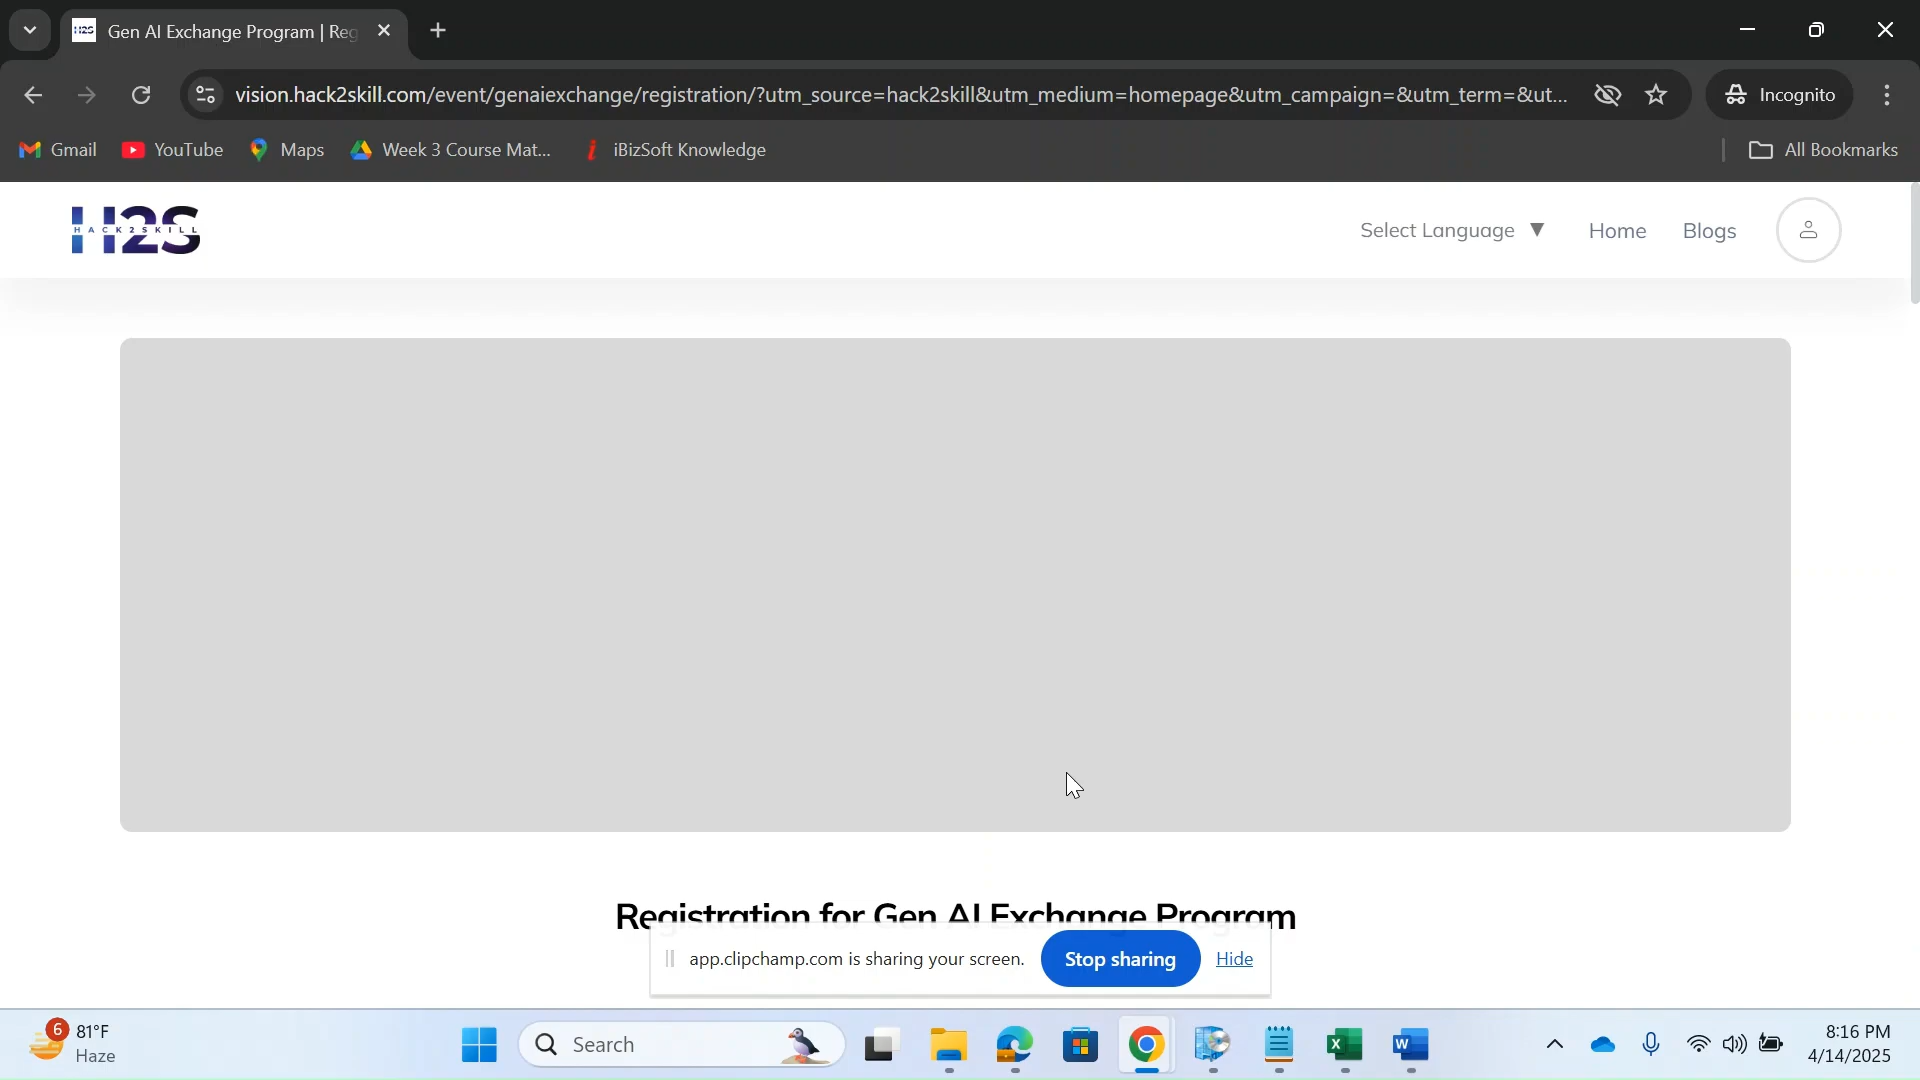 Gen AI Exchange Program | Reg
vision.hack2skill.com/event/genaiexchange/registration/?utm_source=hack2skill&utm_medium=homepage&utm_campaign=&utm_term=&ut...
Incognito
Gmail
YouTube
Maps
Week 3 Course Mat...
iBizSoft Knowledge
All Bookmarks
H2S
HACK2SKILL
Select Language ▼
Home
Blogs
Registration for Gen AI Exchange Program
app.clipchamp.com is sharing your screen.
Stop sharing
Hide
6
81°F
Haze
Search
8:16 PM
4/14/2025